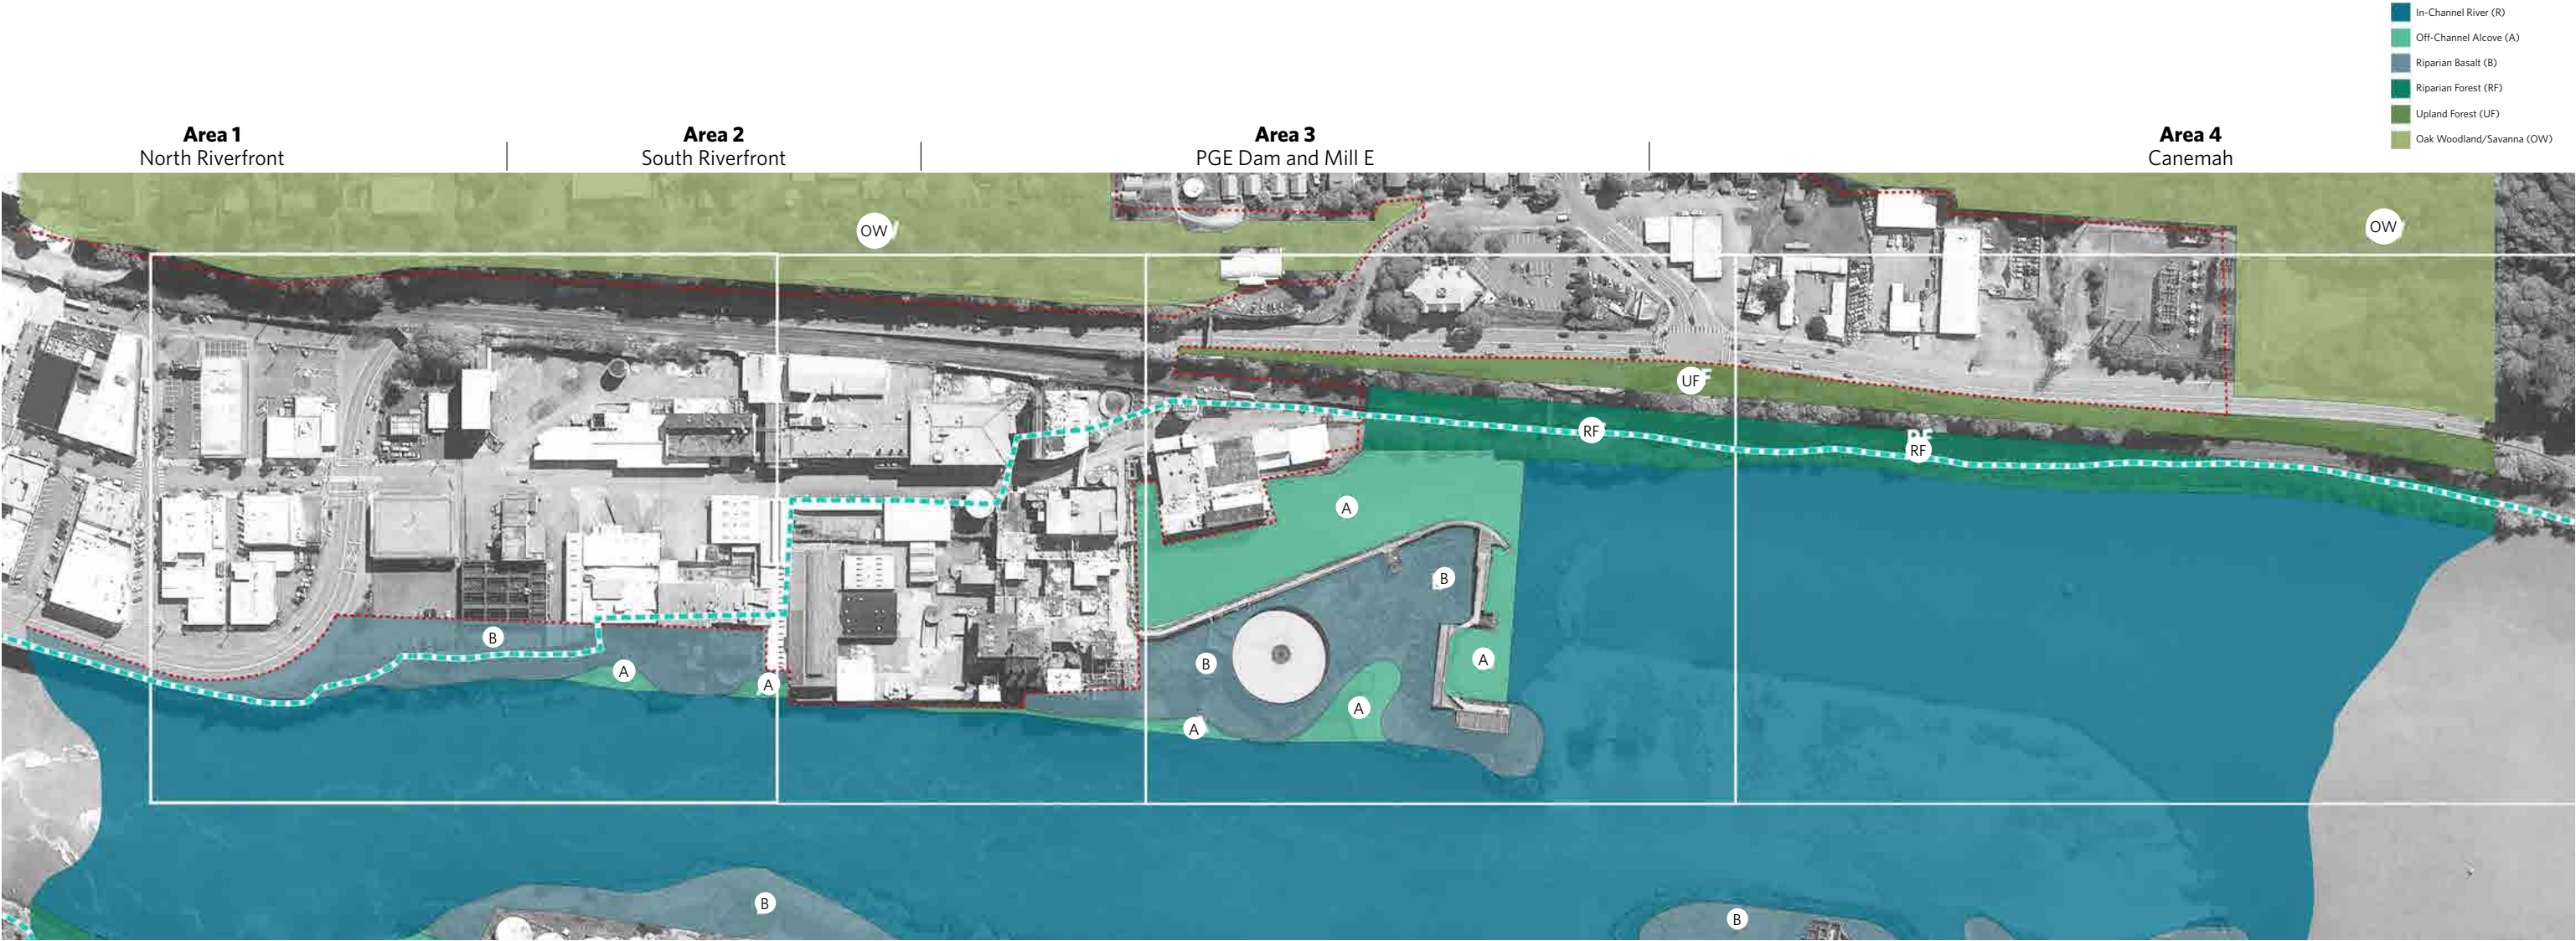 In-Channel River (R)
Off-Channel Alcove (A)
Riparian Basalt (B)
Riparian Forest (RF)
Upland Forest (UF)
Oak Woodland/Savanna (OW)
Area 1
North Riverfront
Area 2
South Riverfront
Area 3
PGE Dam and Mill E
Area 4
Canemah
OW
OW
UF
RF
RF
A
B
B
A
A
B
A
A
A
B
B